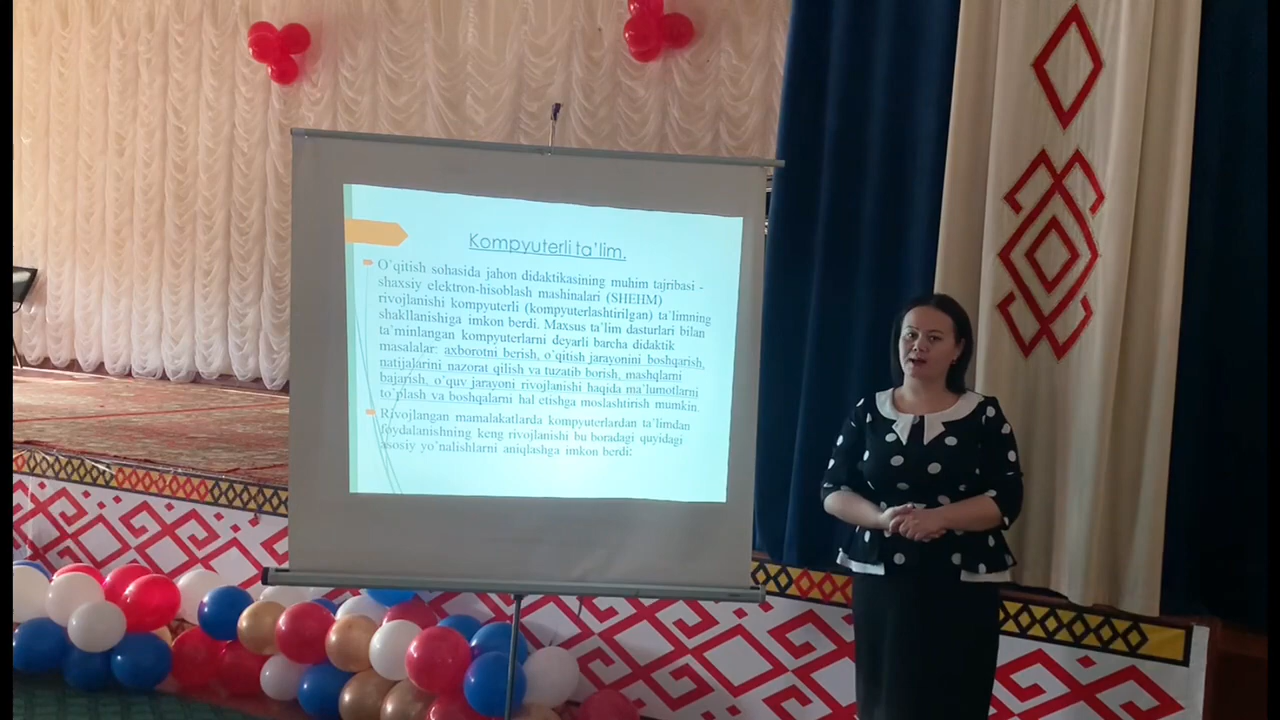 Kompyuterli ta'lim.
O`qitish sohasida jahon didaktikasining muhim tajribasi -
shaxsiy elektron-hisoblash mashinalari (SHEHM)
rivojlanishi kompyuterli (kompyuterlashtirilgan) ta`limning
shakllanishiga imkon berdi. Maxsus ta`lim dasturlari bilan
ta`minlangan kompyuterlarni deyarli barcha didaktik
masalalar: axborotni berish, o`qitish jarayonini boshqarish,
natijalarini nazorat qilish va tuzatib borish, mashqlarni
bajarish, o`quv jarayoni rivojlanishi haqida ma`lumotlarni
to`plash va boshqalarni hal etishga moslashtirish mumkin.
Rivojlangan mamalakatlarda kompyuterlardan ta`limdan
foydalanishning keng rivojlanishi bu boradagi quyidagi
asosiy yo`nalishlarni aniqlashga imkon berdi: